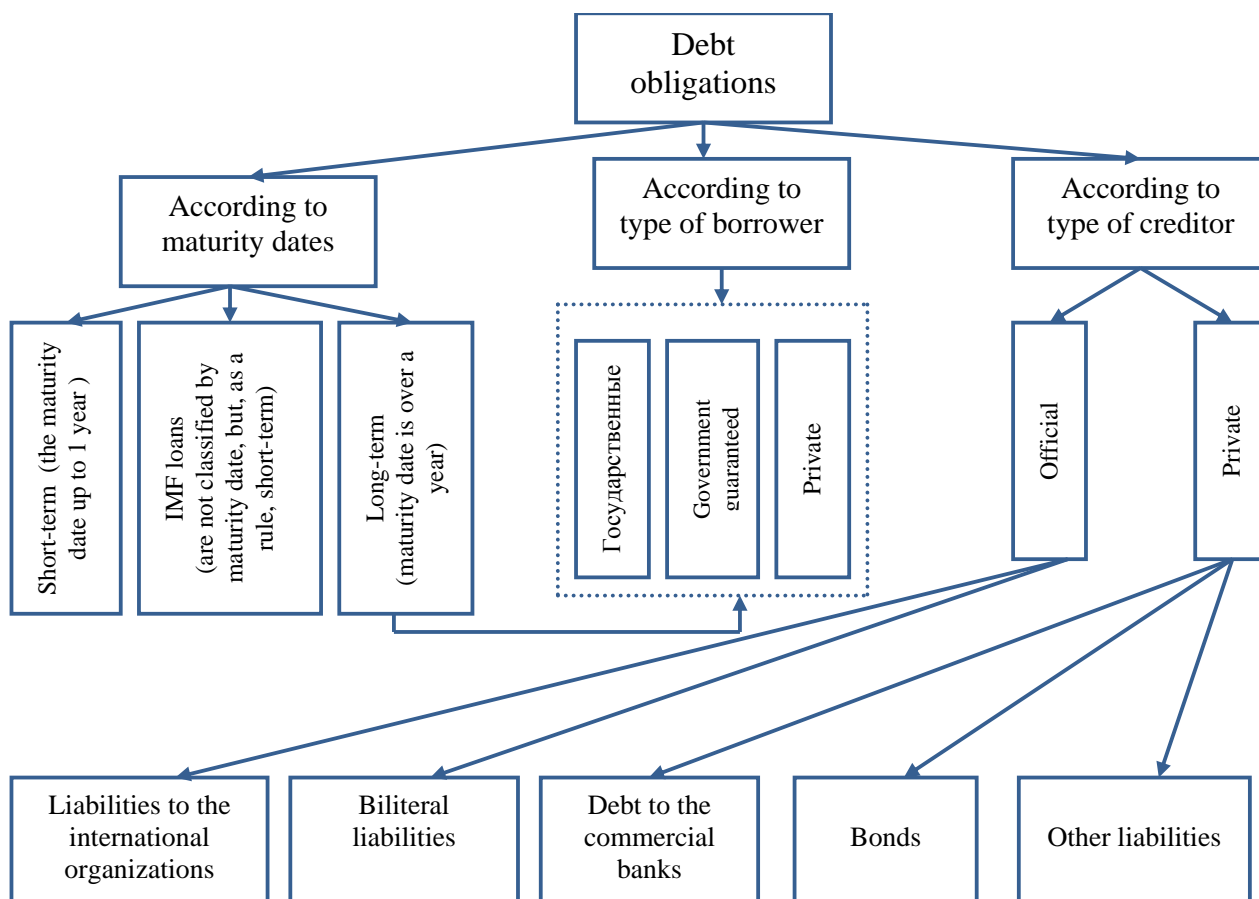 Debt
obligations
According to
maturity dates
According to
type of borrower
According to
type of creditor
Short-term (the maturity
date up to 1 year )
IMF loans
(are not classified by
maturity date, but, as a
rule, short-term)
Long-term
(maturity date is over a
year)
Государственные
Government
guaranteed
Private
Official
Private
Liabilities to the
international
organizations
Biliteral
liabilities
Debt to the
commercial
banks
Bonds
Other liabilities